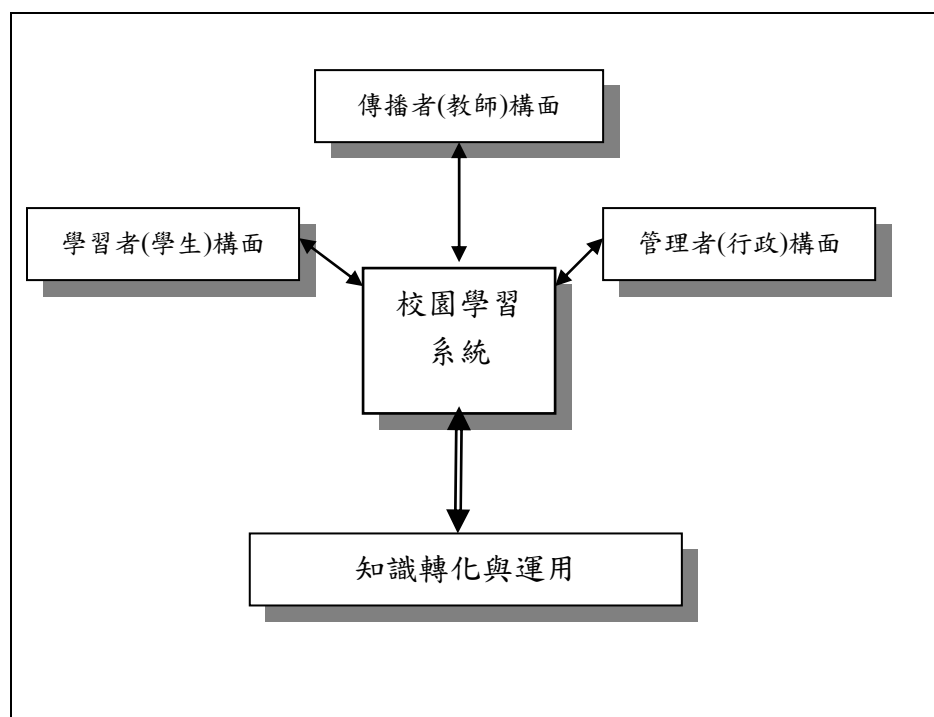 傳播者(教師)構面
學習者(學生)構面
管理者(行政)構面
校園學習
系統
知識轉化與運用